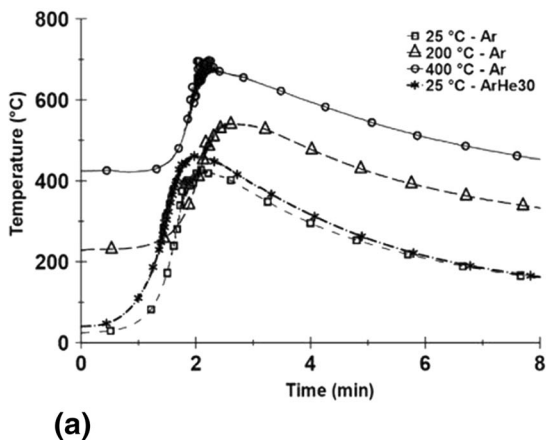 800
600
400
200
0
Temperature (°C)
25 °C - Ar
200 °C - Ar
400 °C - Ar
25 °C - ArHe30
0 2 4 6 8
Time (min)
(a)